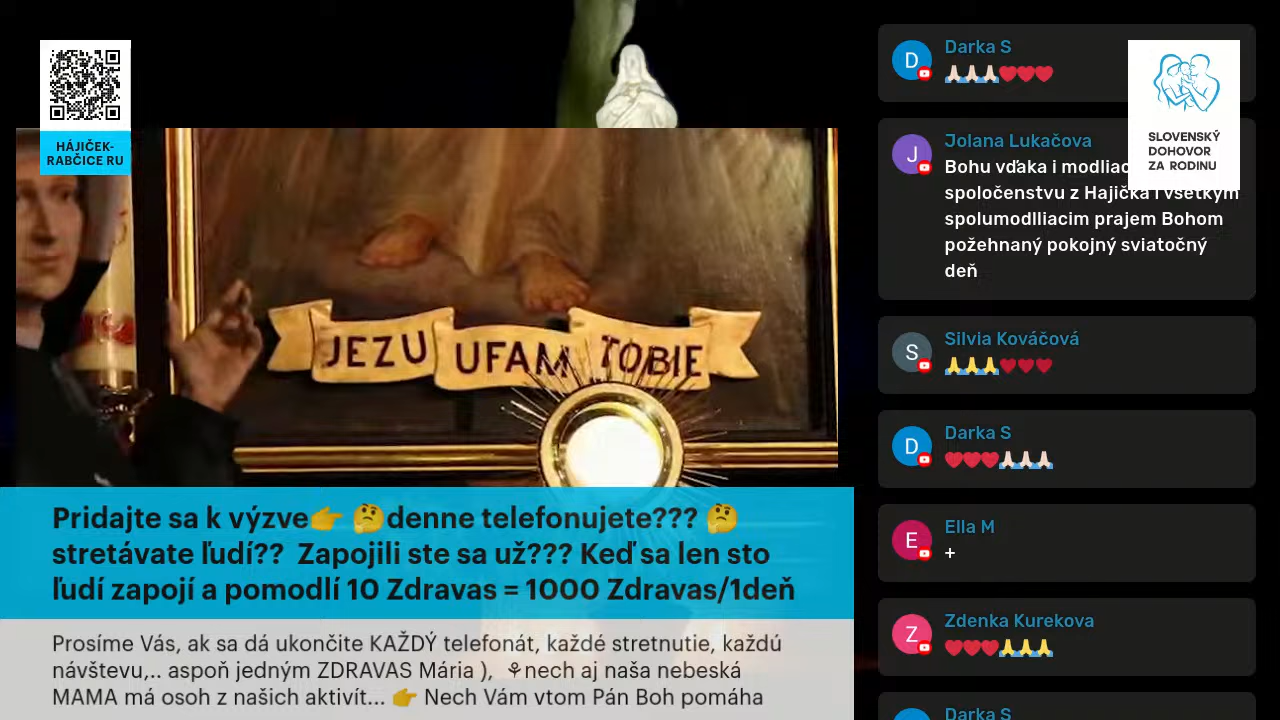 HÁJIČEK-
RABČICE RU
JEZU UFAM TOBIE
Pridajte sa k výzve👉 🤔denne telefonujete??? 🤔
stretávate ľudí?? Zapojili ste sa už??? Keď sa len sto
ľudí zapojí a pomodlí 10 Zdravas = 1000 Zdravas/1deň
Prosíme Vás, ak sa dá ukončite KAŽDÝ telefonát, každé stretnutie, každú
návštevu,.. aspoň jedným ZDRAVAS Mária ), ⚘nech aj naša nebeská
MAMA má osoh z našich aktivít... 👉 Nech Vám vtom Pán Boh pomáha
D
Darka S
🙏🏻🙏🏻🙏🏻❤️❤️❤️
SLOVENSKÝ
DOHOVOR
ZA RODINU
J
Jolana Lukačova
Bohu vďaka i
spoločenstvu z Hajička i všetkým
spolumodlliacim prajem Bohom
požehnaný pokojný sviatočný
deň
S
Silvia Kováčová
🙏🙏🙏❤️❤️❤️
D
Darka S
❤️❤️❤️🙏🏻🙏🏻🙏🏻
E
Ella M
+
Z
Zdenka Kurekova
❤️❤️❤️🙏🙏🙏
Darka S